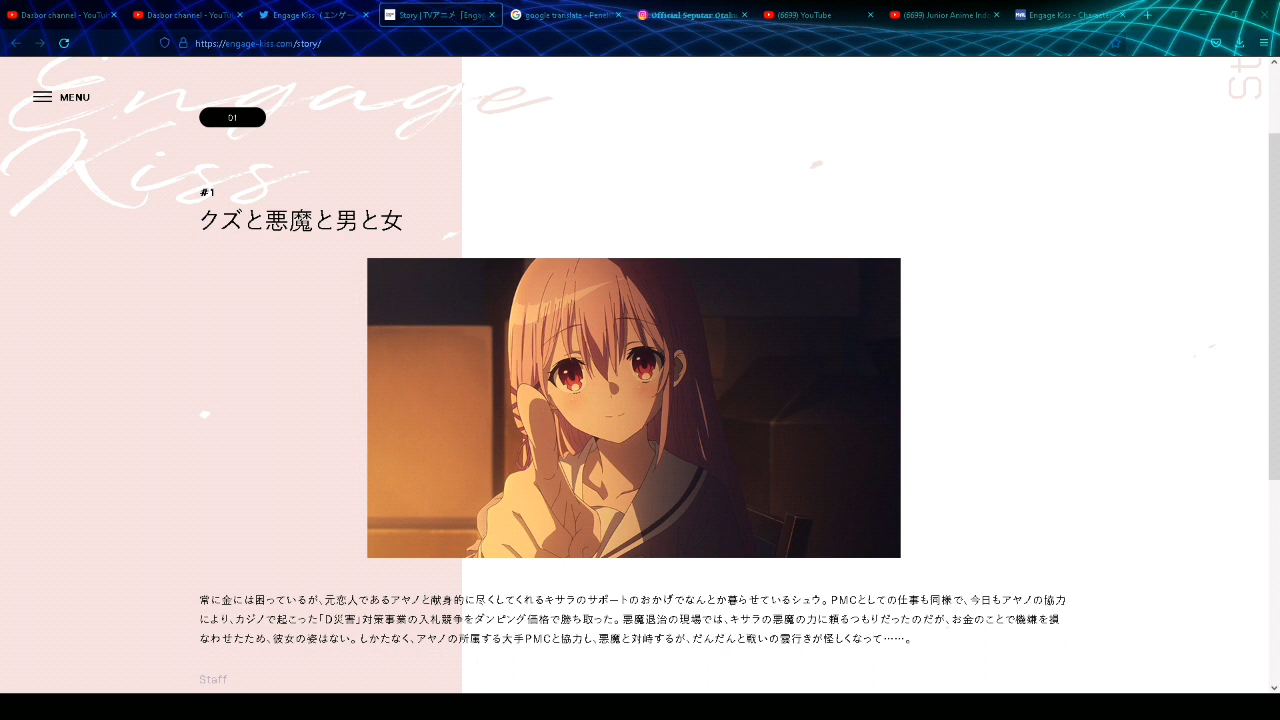 Dasbor channel - YouTu
Dasbor channel - YouTu
Engage Kiss（エンゲー
Story | TVアニメ「Engag
google translate - Penelu
Official Seputar Otaku
(6699) YouTube
(6699) Junior Anime Indo
Engage Kiss - Character
https://engage-kiss.com/story/
Engage
Kiss
MENU
01
#1
クズと悪魔と男と女
常に金には困っているが、元恋人であるアヤノと献身的に尽くしてくれるキサラのサポートのおかげでなんとか暮らせているシュウ。PMCとしての仕事も同様で、今日もアヤノの協力
により、カジノで起こった「D災害」対策事業の入札競争をダンピング価格で勝ち取った。悪魔退治の現場では、キサラの悪魔の力に頼るつもりだったのだが、お金のことで機嫌を損
なわせたため、彼女の姿はない。しかたなく、アヤノの所属する大手PMCと協力し、悪魔と対峙するが、だんだんと戦いの雲行きが怪しくなって……。
Staff